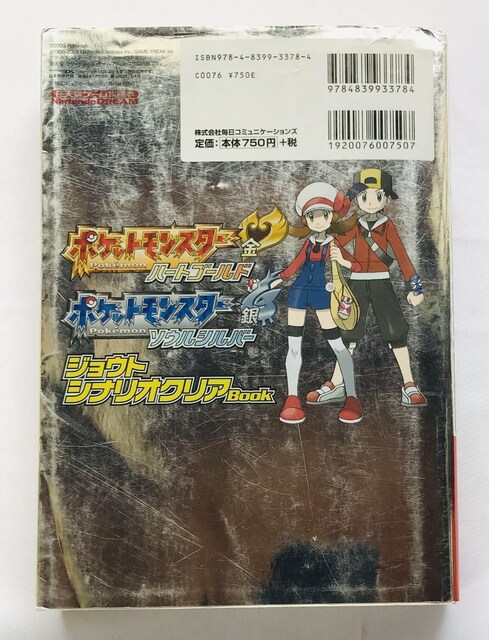 ISBN978-4-8399-3378-4
C0076 ¥750E
株式会社毎日コミュニケーションズ
定価：本体750円+税
9784839933784
1920076007507
©2009 Pokémon.
Nintendo DREAM
ポケットモンスター
Pokémon
金
ハートゴールド
ポケットモンスター
Pokémon
銀
ソウルシルバー
ジョウト
シナリオクリアBook